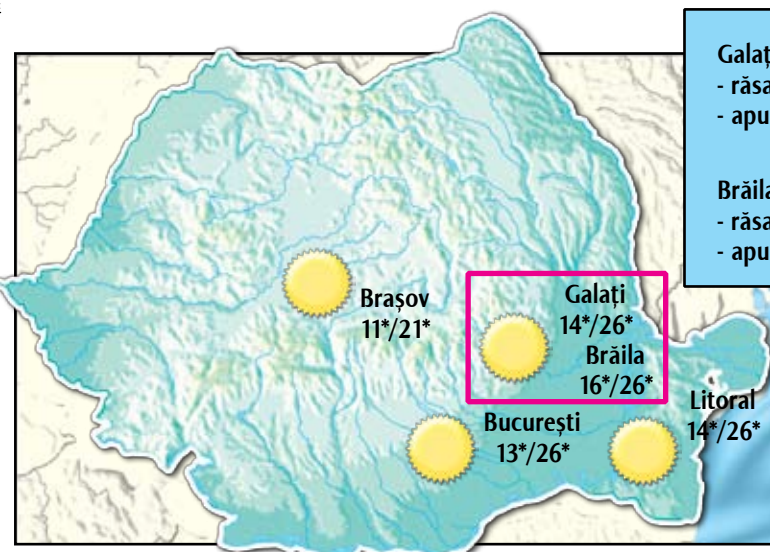 Galaț
- răsa
- apu
Brăila
- răsa
- apu
Brașov
11*/21*
Galați
14*/26*
Brăila
16*/26*
București
13*/26*
Litoral
14*/26*